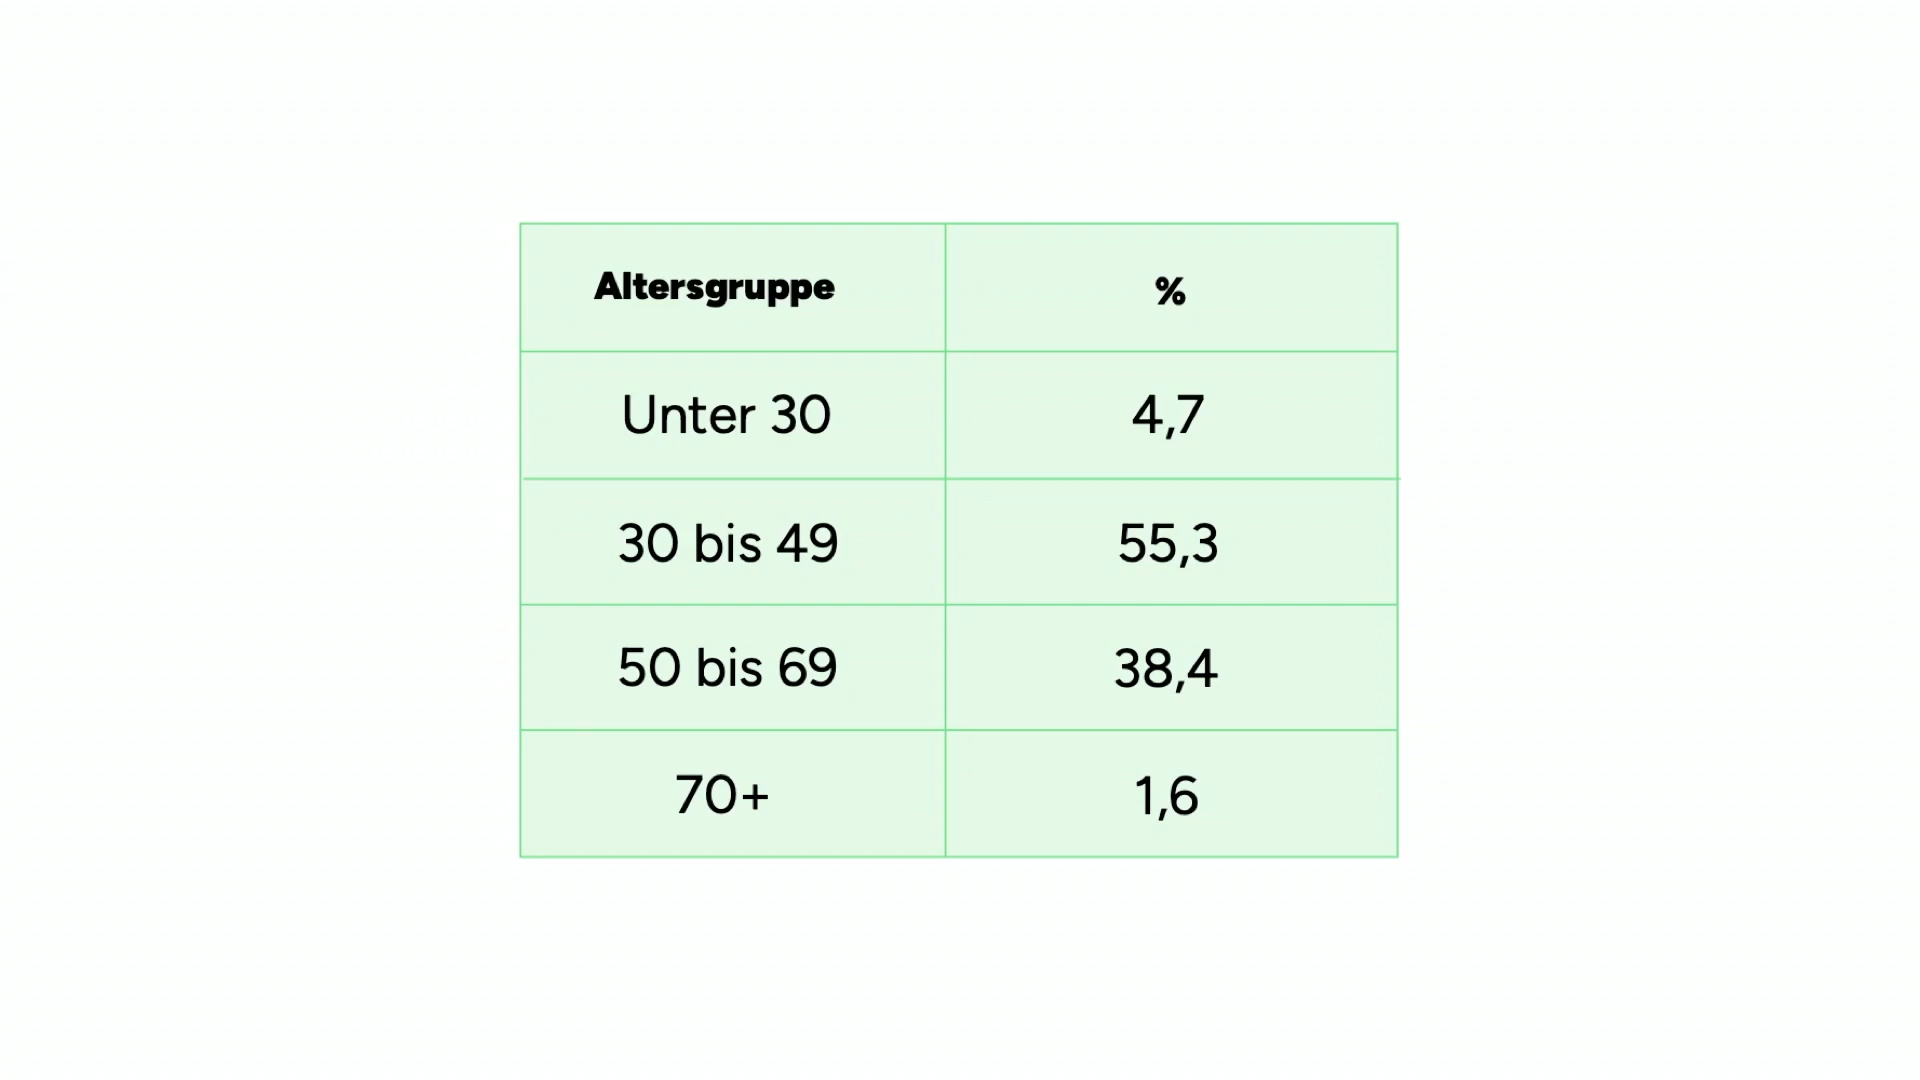 Altersgruppe %
Unter 30 4,7
30 bis 49 55,3
50 bis 69 38,4
70+ 1,6